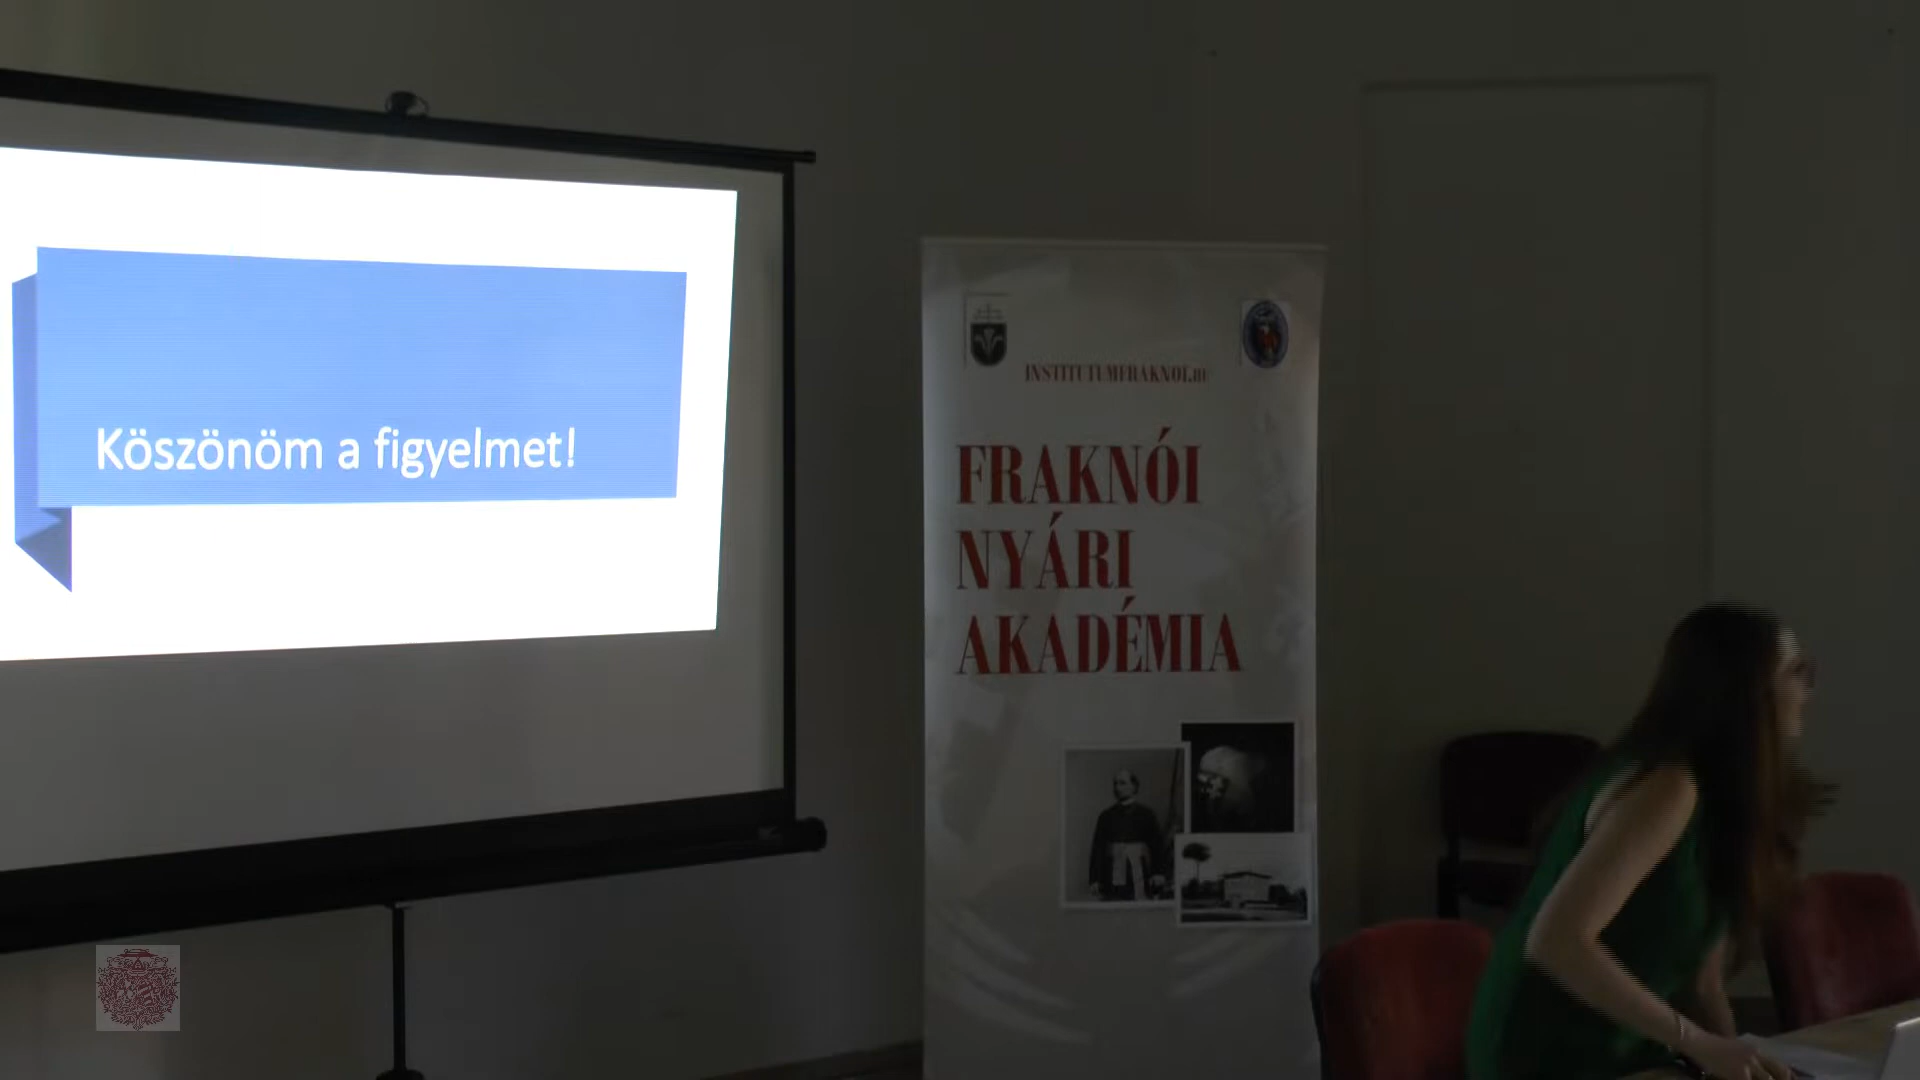 Köszönöm a figyelmet!
INSTITUTUMFRAKNOI.HU
FRAKNÓI
NYÁRI
AKADÉMIA